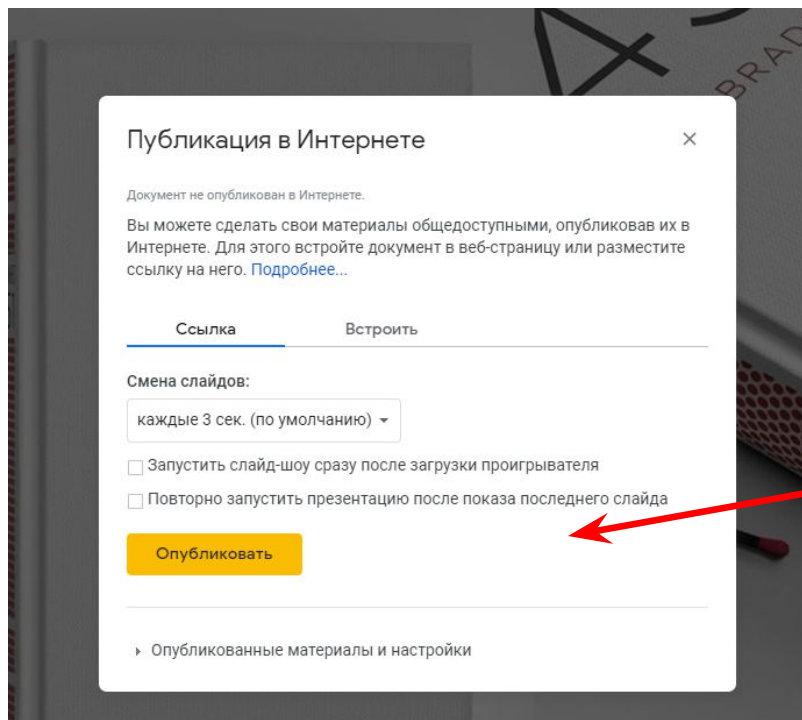 BRAD
Публикация в Интернете
Документ не опубликован в Интернете.
Вы можете сделать свои материалы общедоступными, опубликовав их в
Интернете. Для этого встройте документ в веб-страницу или разместите
ссылку на него. Подробнее...
Ссылка
Встроить
Смена слайдов:
каждые 3 сек. (по умолчанию)
Запустить слайд-шоу сразу после загрузки проигрывателя
Повторно запустить презентацию после показа последнего слайда
Опубликовать
Опубликованные материалы и настройки